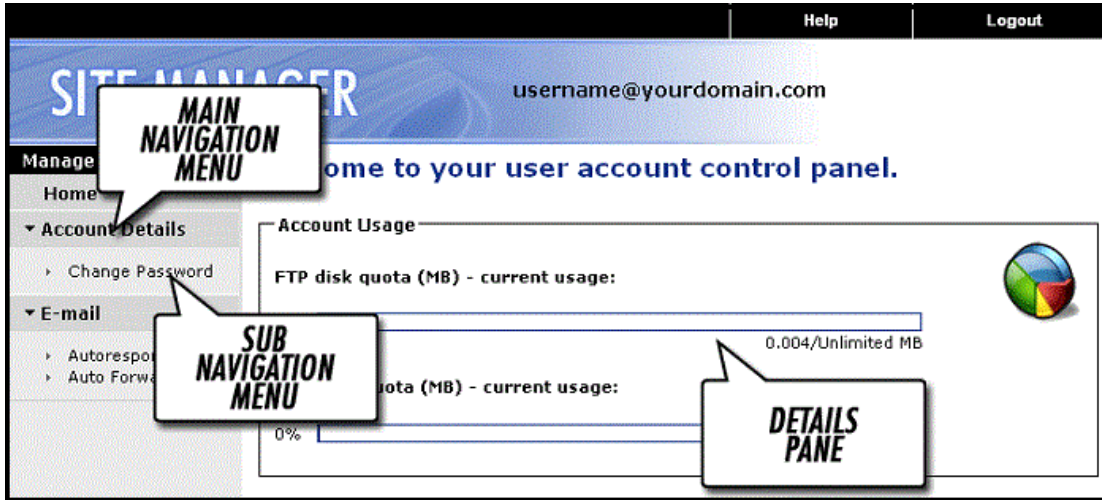 Help Logout
SITE MANAGER
username@yourdomain.com
MAIN
NAVIGATION
MENU
Manage
ome to your user account control panel.
Home
Account Details
Account Usage
Change Password
FTP disk quota (MB) - current usage:
E-mail
0.004/Unlimited MB
SUB
NAVIGATION
MENU
Autorespo
Auto Forwa
uota (MB) - current usage:
0%
DETAILS
PANE